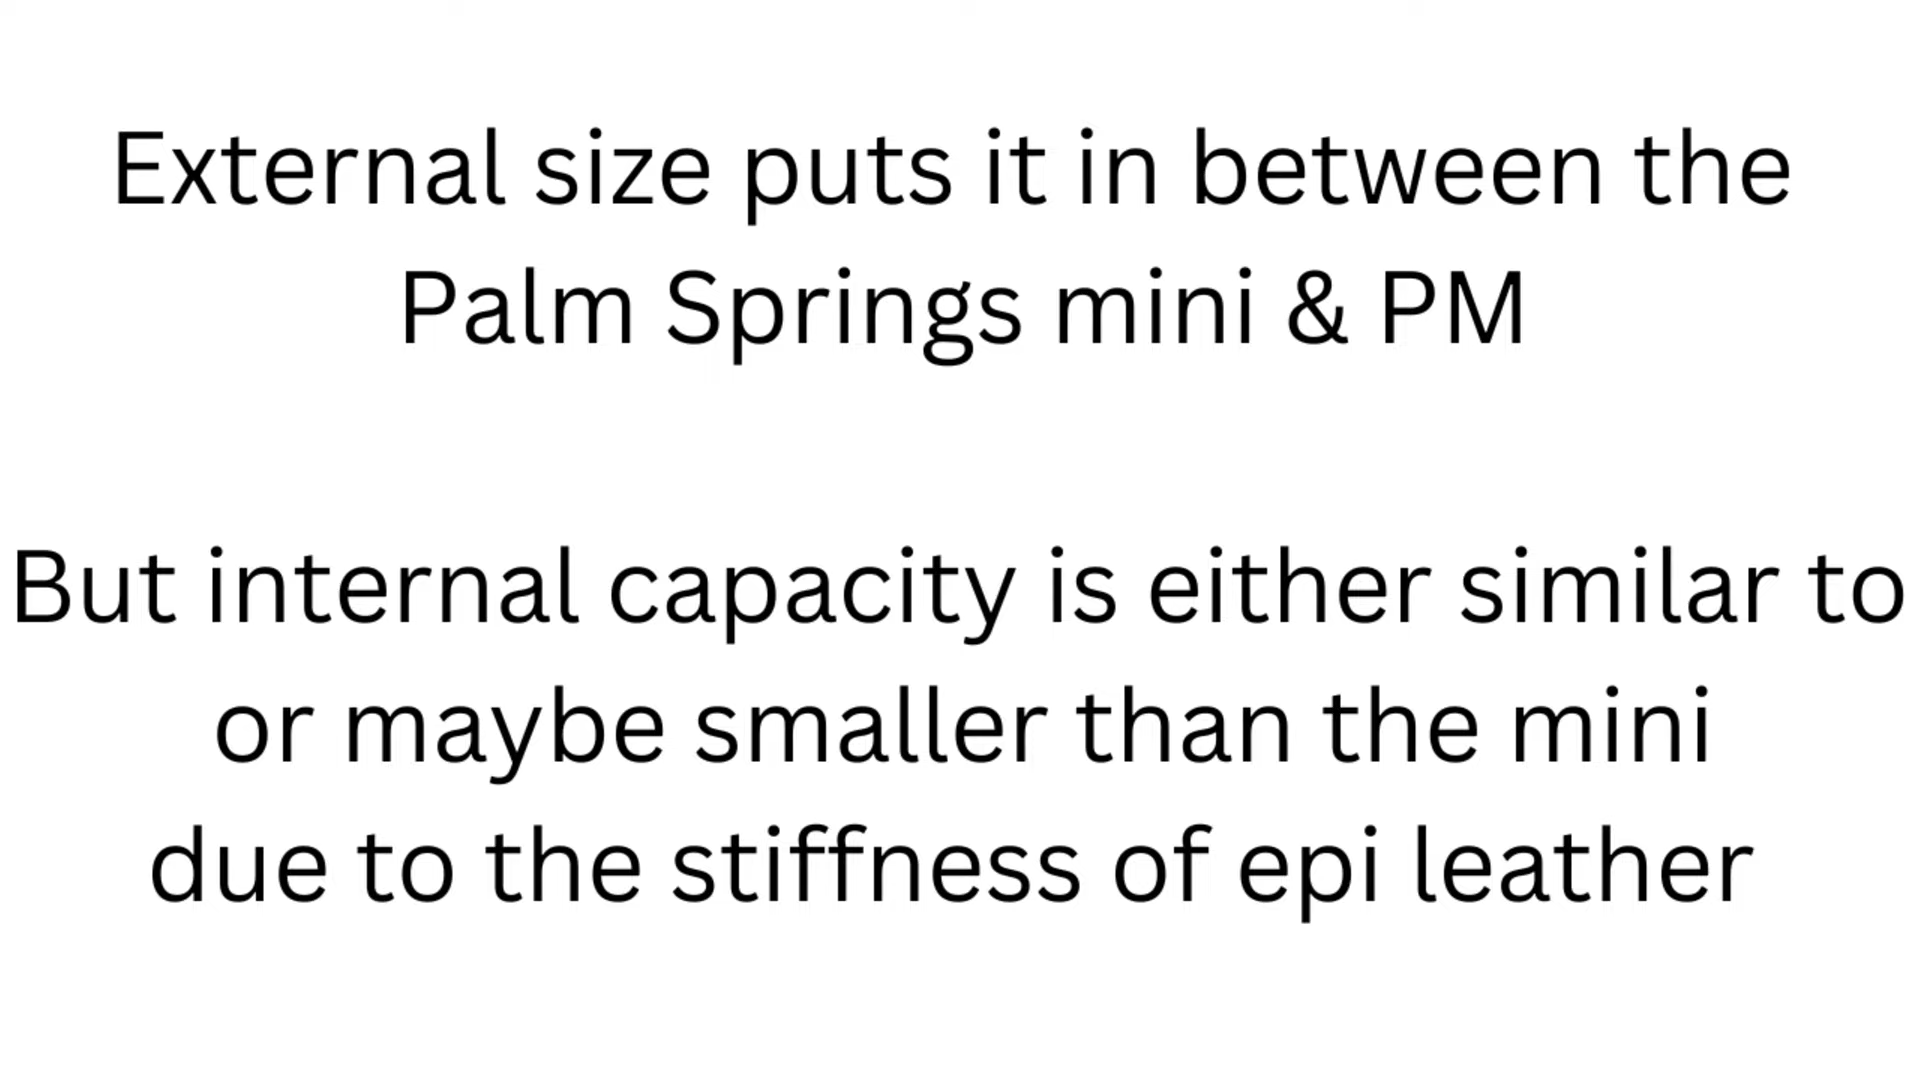 External size puts it in between the
Palm Springs mini & PM
But internal capacity is either similar to
or maybe smaller than the mini
due to the stiffness of epi leather